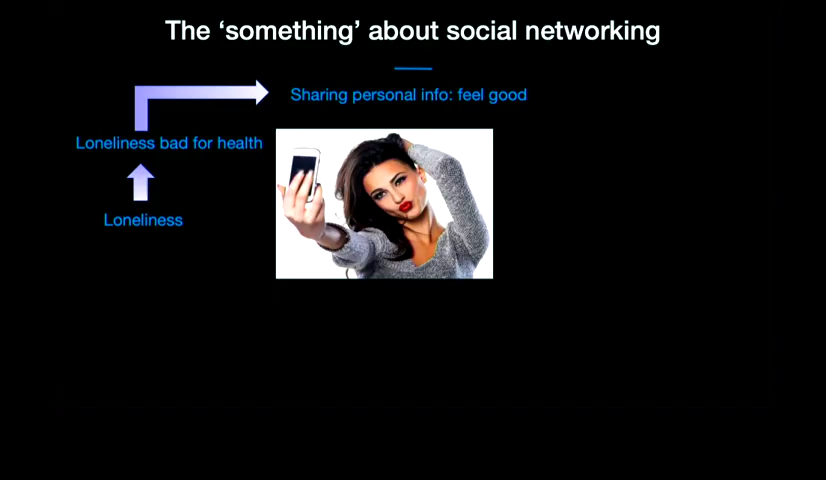 The ‘something’ about social networking
Sharing personal info: feel good
Loneliness bad for health
Loneliness